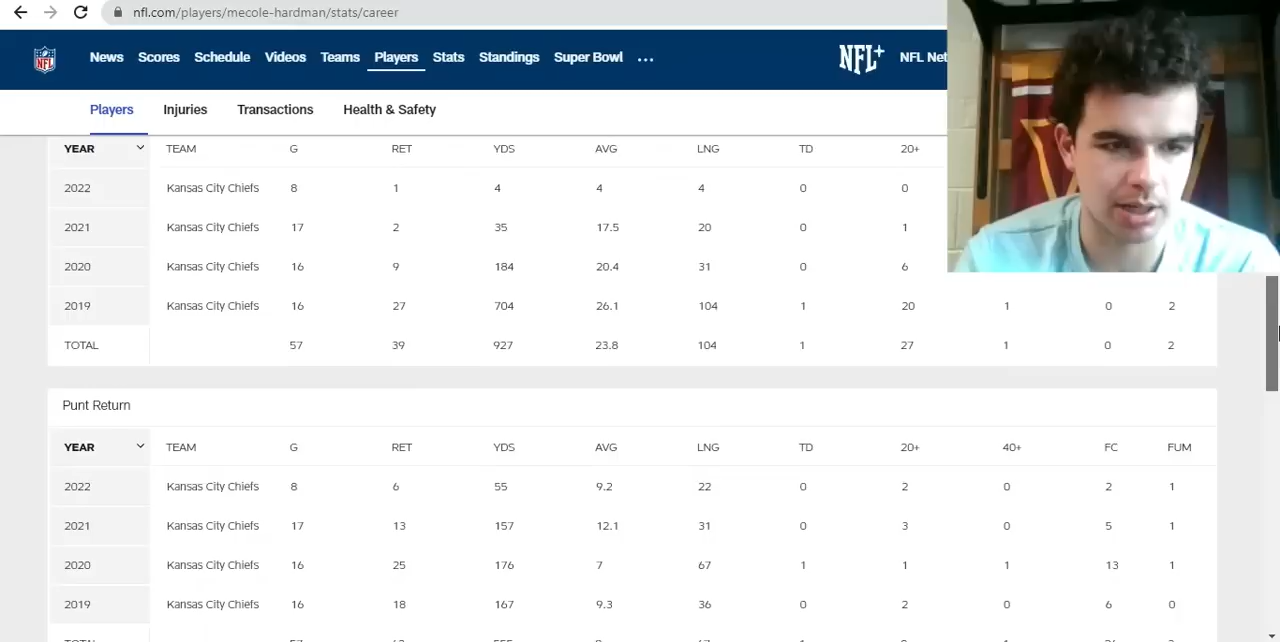 nfl.com/players/mecole-hardman/stats/career
NFL News Scores Schedule Videos Teams Players Stats Standings Super Bowl ... NFL+ NFL Net
Players Injuries Transactions Health & Safety
YEAR TEAM G RET YDS AVG LNG TD 20+
2022 Kansas City Chiefs 8 1 4 4 4 0 0
2021 Kansas City Chiefs 17 2 35 17.5 20 0 1
2020 Kansas City Chiefs 16 9 184 20.4 31 0 6
2019 Kansas City Chiefs 16 27 704 26.1 104 1 20 1 0 2
TOTAL 57 39 927 23.8 104 1 27 1 0 2
Punt Return
YEAR TEAM G RET YDS AVG LNG TD 20+ 40+ FC FUM
2022 Kansas City Chiefs 8 6 55 9.2 22 0 2 0 2 1
2021 Kansas City Chiefs 17 13 157 12.1 31 0 3 0 5 1
2020 Kansas City Chiefs 16 25 176 7 67 1 1 1 13 1
2019 Kansas City Chiefs 16 18 167 9.3 36 0 2 0 6 0